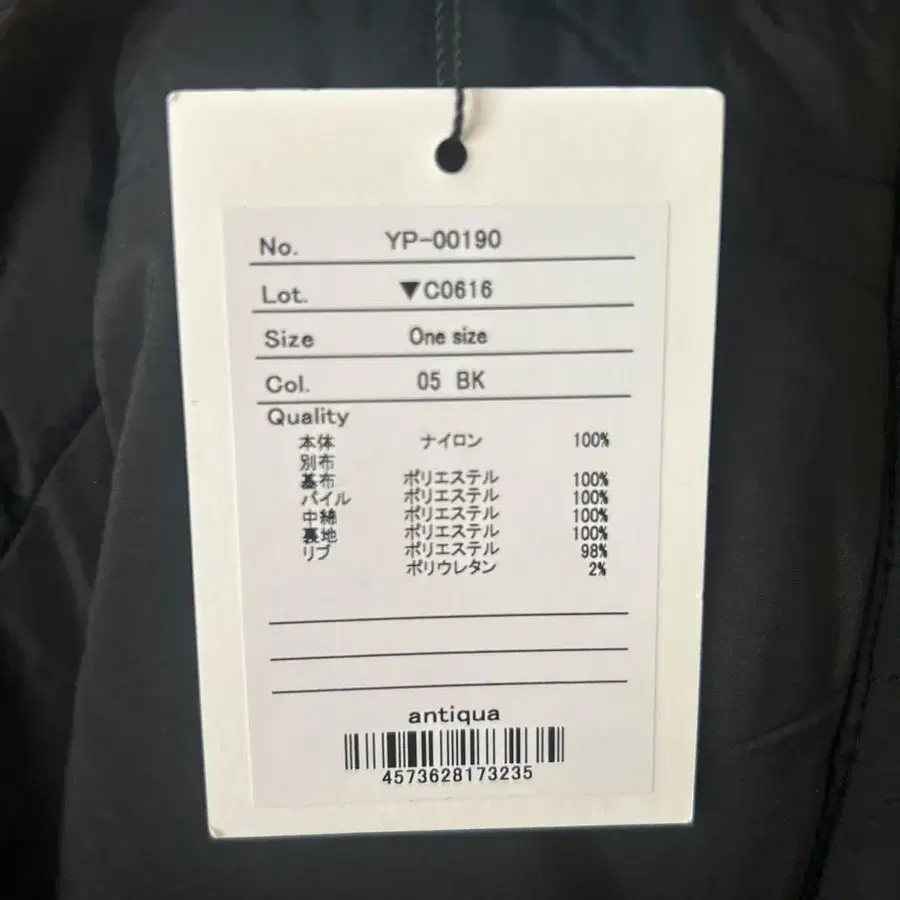 No. YP-00190
Lot. ▼C0616
Size One size
Col. 05 BK
Quality
本体 ナイロン 100%
別布
基布 ポリエステル 100%
パイル ポリエステル 100%
中綿 ポリエステル 100%
裏地 ポリエステル 100%
リブ ポリエステル 98%
ポリウレタン 2%
antiqua
4573628173235